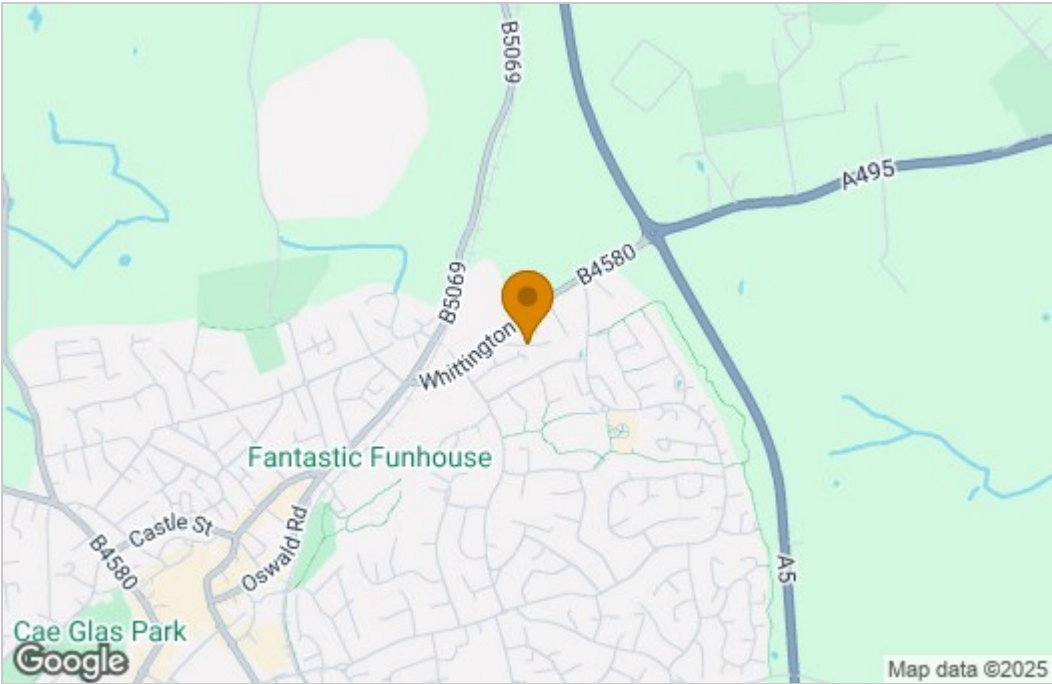 B5069
A495
B4580
B5069
Whittington
Fantastic Funhouse
Castle St
Oswald Rd
B4580
A5
Cae Glas Park
Google
Map data ©2025